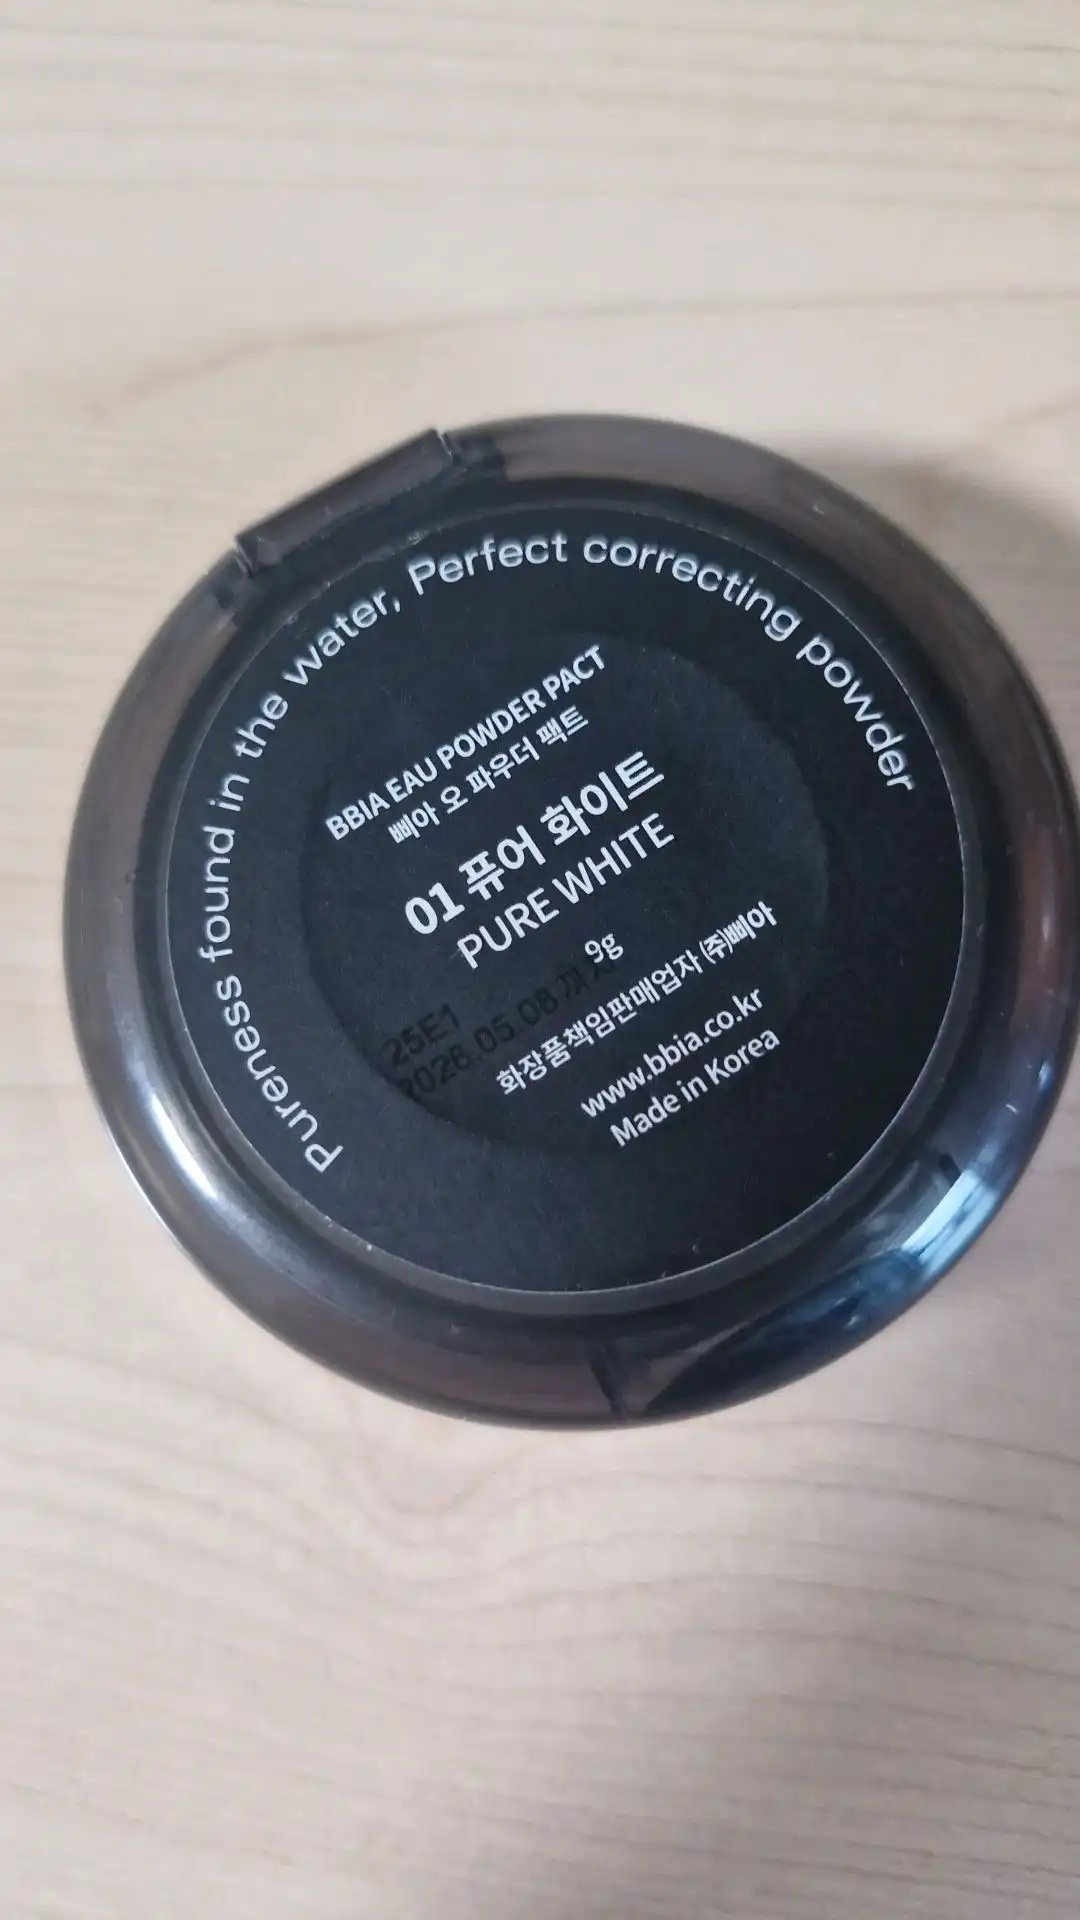 Pureness found in the water, Perfect correcting powder
BBIA EAU POWDER PACT
삐아 오 파우더 팩트
01 퓨어 화이트
PURE WHITE
9g
25E1
05.08까지
화장품책임판매업자 (주)삐아
www.bbia.co.kr
Made in Korea